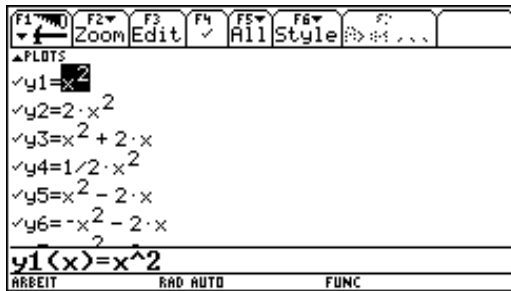 F1 F2 Zoom F3 Edit F4 ✓ F5 All F6 Style
▲PLOTS
✓y1=x²
✓y2=2·x²
✓y3=x² + 2·x
✓y4=1/2·x²
✓y5=x² - 2·x
✓y6=-x² - 2·x
y1(x)=x^2
ARBEIT RAD AUTO FUNC